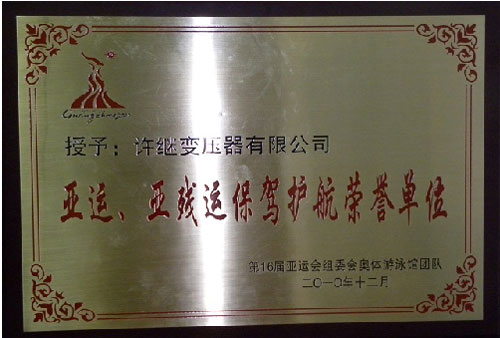 授予：许继变压器有限公司
亚运、亚残运保驾护航荣誉单位
第16届亚运会组委会奥体游泳馆团队
二〇一〇年十二月